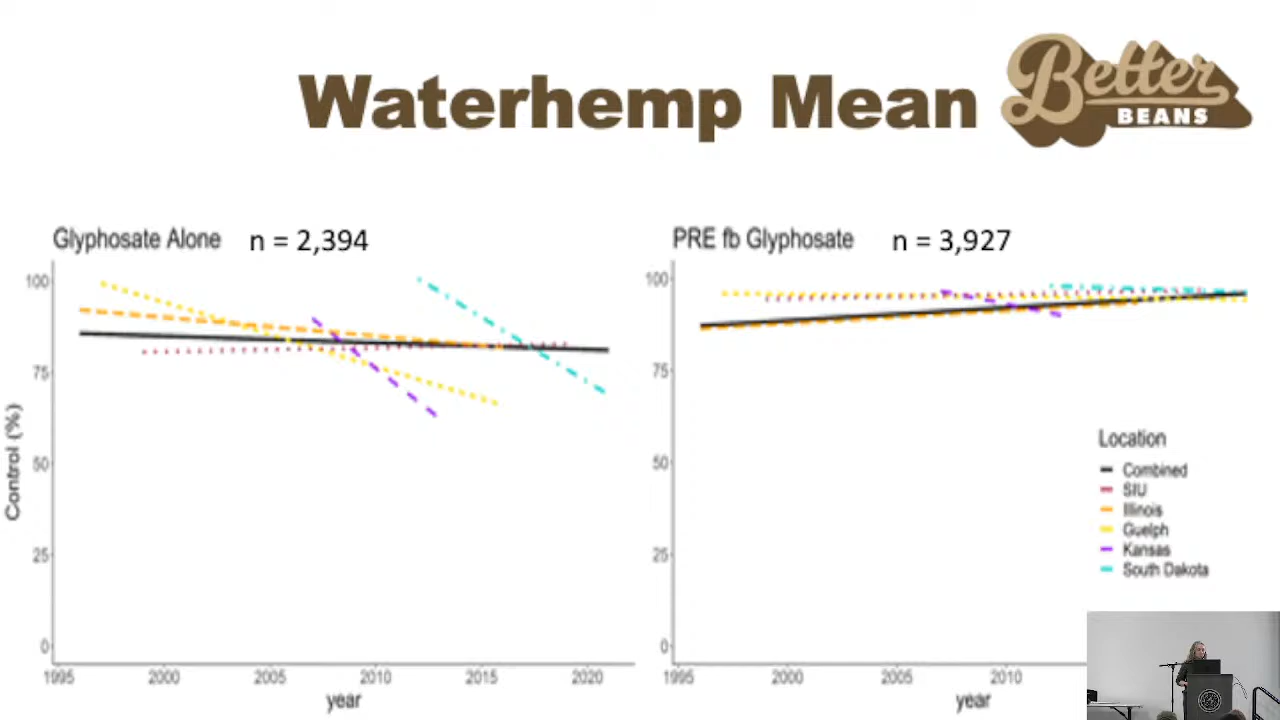 Waterhemp Mean
Better
BEANS
Glyphosate Alone n = 2,394
100
75
50
25
0
Control (%)
1995 2000 2005 2010 2015 2020
year
PRE fb Glyphosate n = 3,927
100
75
50
25
0
1995 2000 2005 2010
year
Location
Combined
SIU
Illinois
Guelph
Kansas
South Dakota